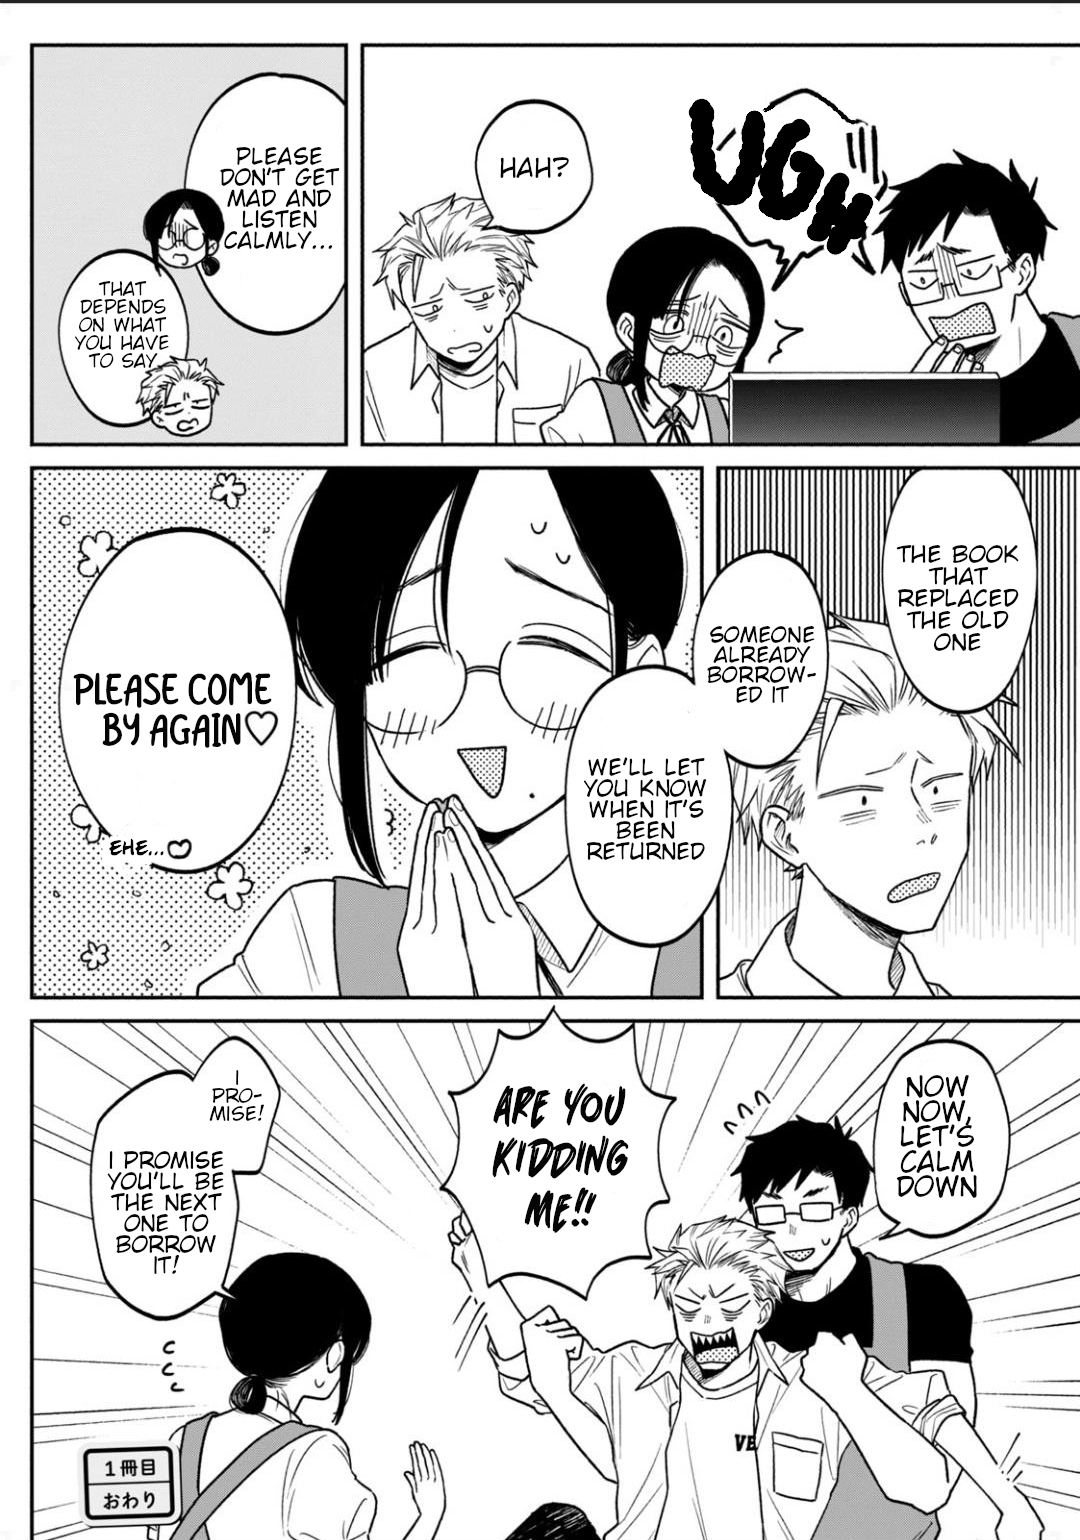 UGH
HAH?
PLEASE
DON'T GET
MAD AND
LISTEN
CALMLY...
THAT
DEPENDS
ON WHAT
YOU HAVE
TO SAY
THE BOOK
THAT
REPLACED
THE OLD
ONE
SOMEONE
ALREADY
BORROW-
ED IT
WE'LL LET
YOU KNOW
WHEN IT'S
BEEN
RETURNED
PLEASE COME
BY AGAIN♡
EHE...♡
NOW
NOW,
LET'S
CALM
DOWN
ARE YOU
KIDDING
ME!!
I
PRO-
MISE!
I PROMISE
YOU'LL BE
THE NEXT
ONE TO
BORROW
IT!
VE
1冊目
おわり